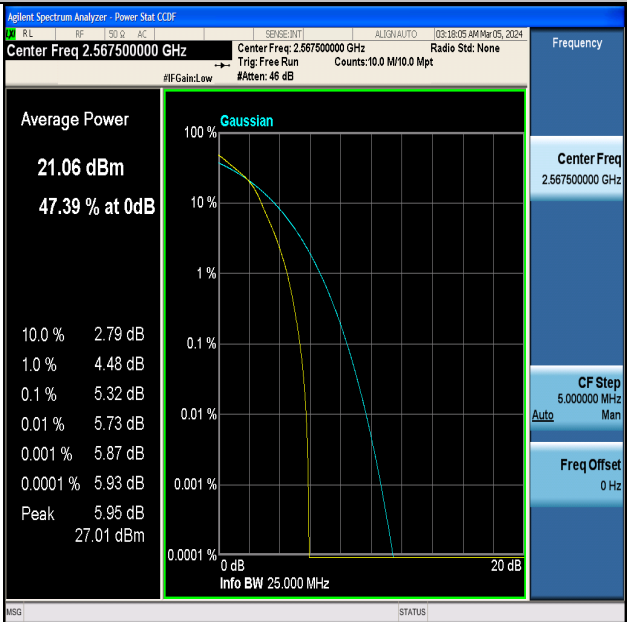 Agilent Spectrum Analyzer - Power Stat CCDF
LXI RL RF 50 Ω AC SENSE:INT ALIGN AUTO 03:18:05 AM Mar 05, 2024
Center Freq 2.567500000 GHz
Center Freq: 2.567500000 GHz Radio Std: None
Trig: Free Run Counts:10.0 M/10.0 Mpt
#IFGain:Low #Atten: 46 dB
Frequency
Average Power
21.06 dBm
47.39 % at 0dB
10.0 % 2.79 dB
1.0 % 4.48 dB
0.1 % 5.32 dB
0.01 % 5.73 dB
0.001 % 5.87 dB
0.0001 % 5.93 dB
Peak 5.95 dB
27.01 dBm
Gaussian
100 %
10 %
1 %
0.1 %
0.01 %
0.001 %
0.0001 %
0 dB 20 dB
Info BW 25.000 MHz
Center Freq
2.567500000 GHz
CF Step
5.000000 MHz
Auto Man
Freq Offset
0 Hz
MSG STATUS